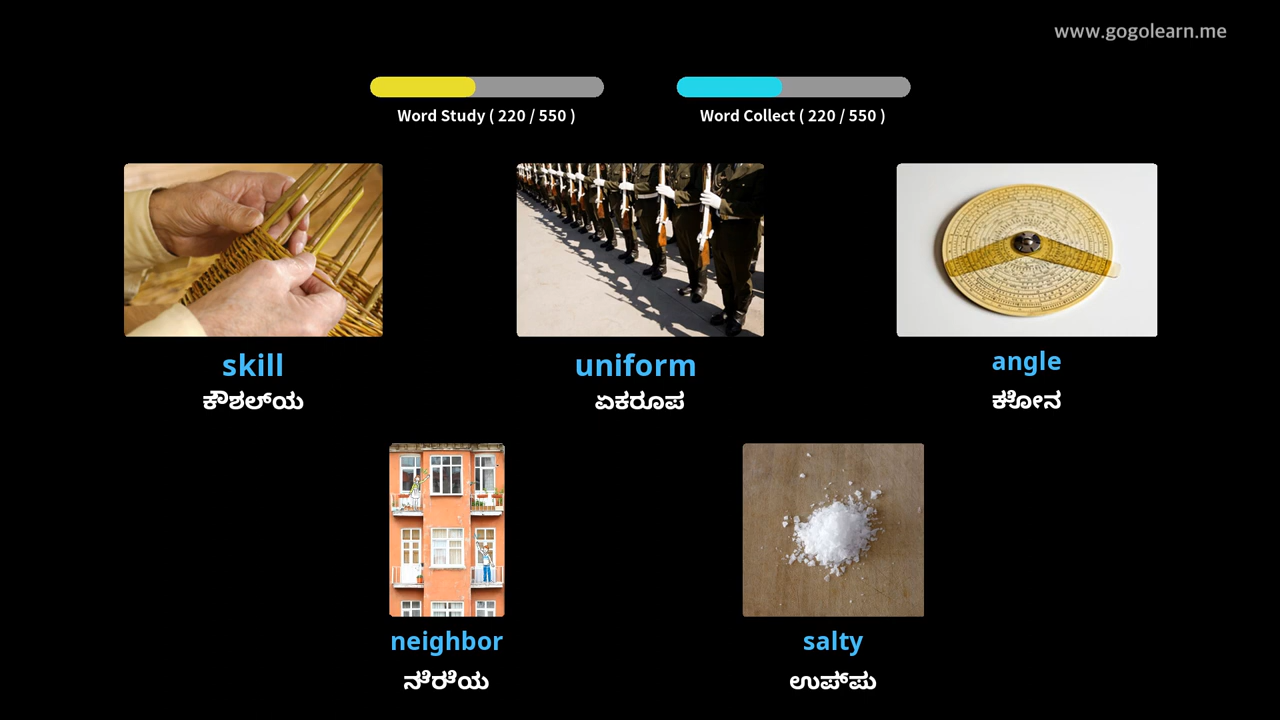 www.gogolearn.me
Word Study ( 220 / 550 )
Word Collect ( 220 / 550 )
skill
ಕೌಶಲ್ಯ
uniform
ಏಕರೂಪ
angle
ಕೋನ
neighbor
ನೆರೆಯ
salty
ಉಪ್ಪು